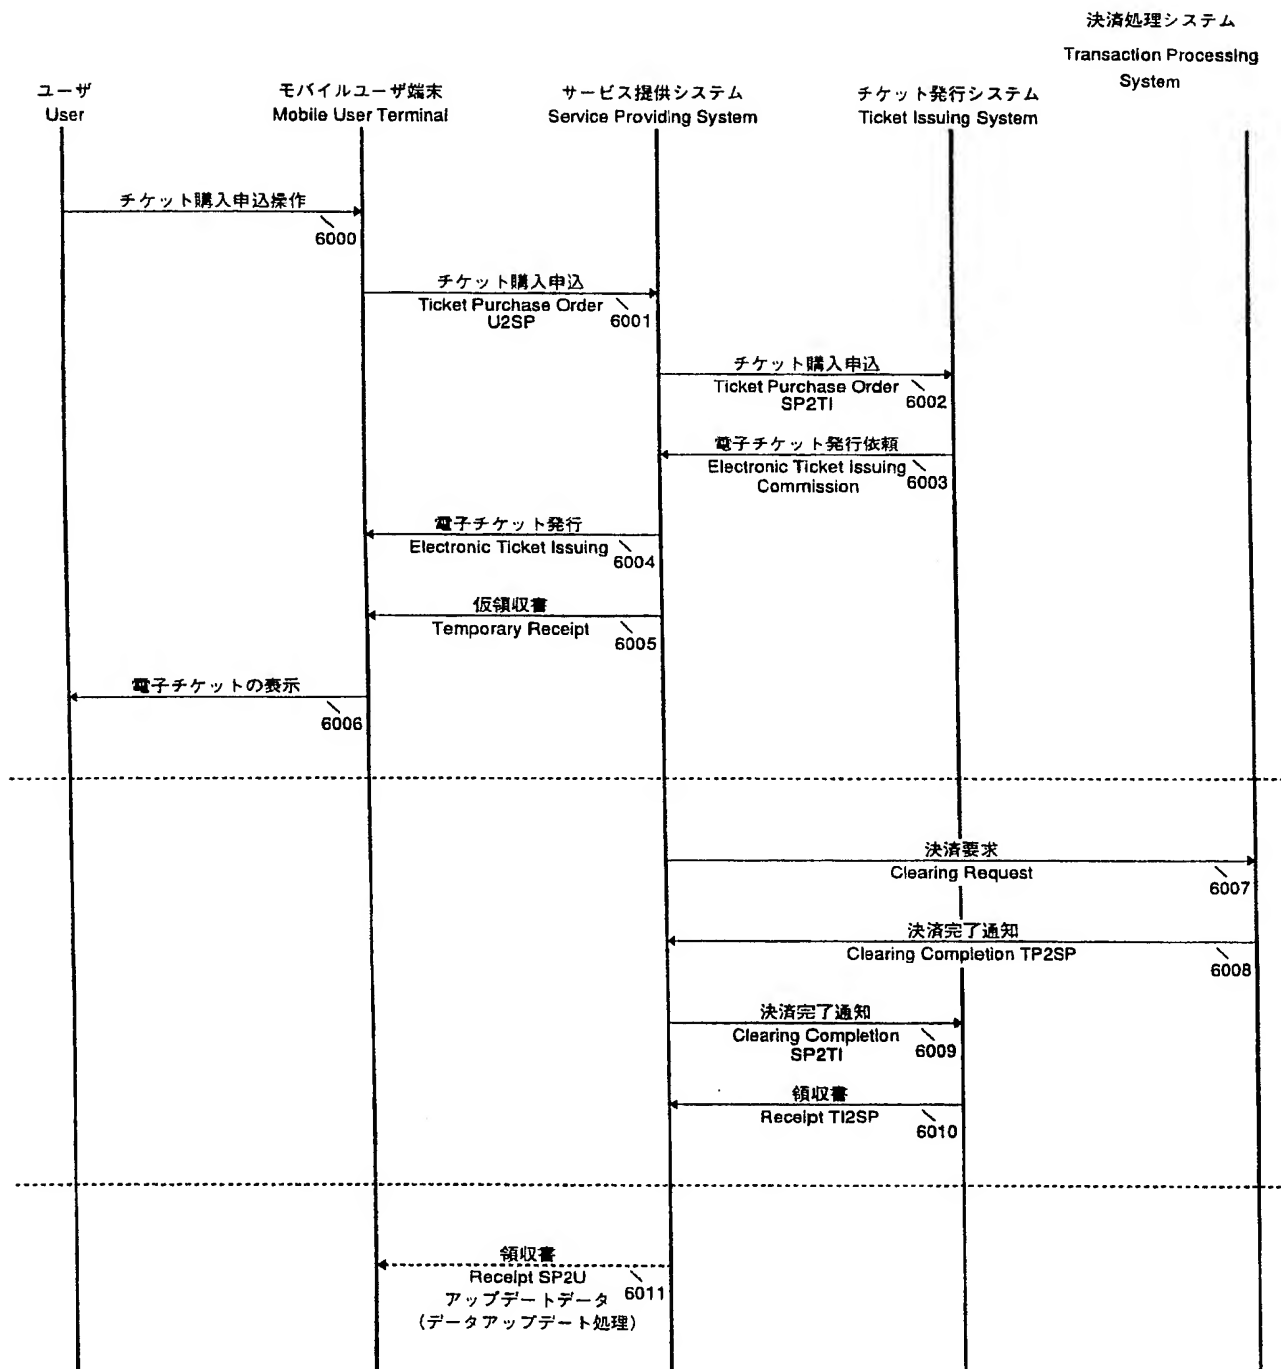 決済処理システム
Transaction Processing
System
ユーザ
User
モバイルユーザ端末
Mobile User Terminal
サービス提供システム
Service Providing System
チケット発行システム
Ticket Issuing System
チケット購入申込操作
6000
チケット購入申込
Ticket Purchase Order
U2SP
6001
チケット購入申込
Ticket Purchase Order
SP2TI
6002
電子チケット発行依頼
Electronic Ticket Issuing
Commission
6003
電子チケット発行
Electronic Ticket Issuing
6004
仮領収書
Temporary Receipt
6005
電子チケットの表示
6006
決済要求
Clearing Request
6007
決済完了通知
Clearing Completion TP2SP
6008
決済完了通知
Clearing Completion
SP2TI
6009
領収書
Receipt TI2SP
6010
領収書
Receipt SP2U
6011
アップデートデータ
(データアップデート処理)